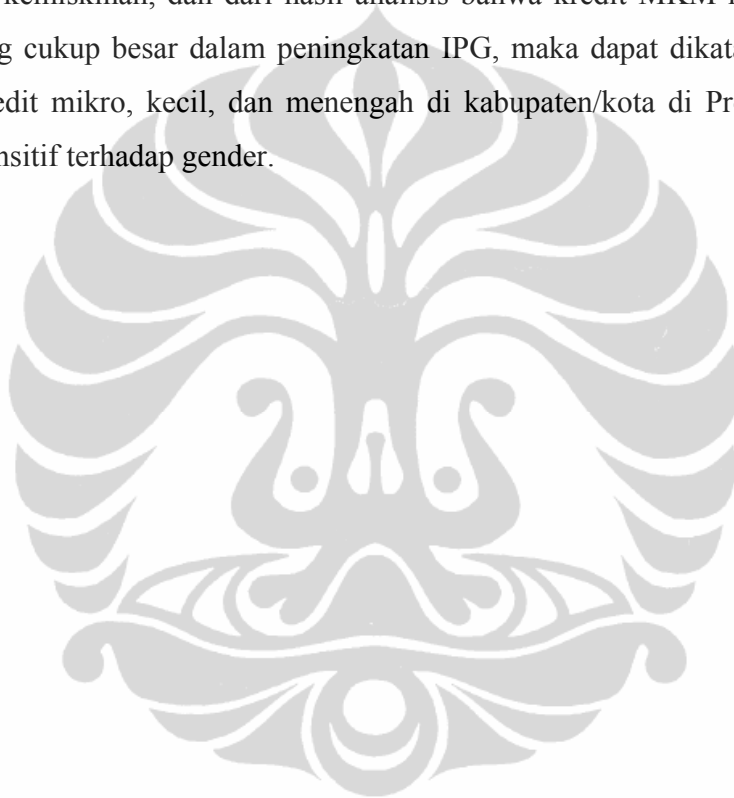 kemiskinan, dan dari hasil analisis bahwa kredit MKM
g cukup besar dalam peningkatan IPG, maka dapat dikata
edit mikro, kecil, dan menengah di kabupaten/kota di Pr
nsitif terhadap gender.